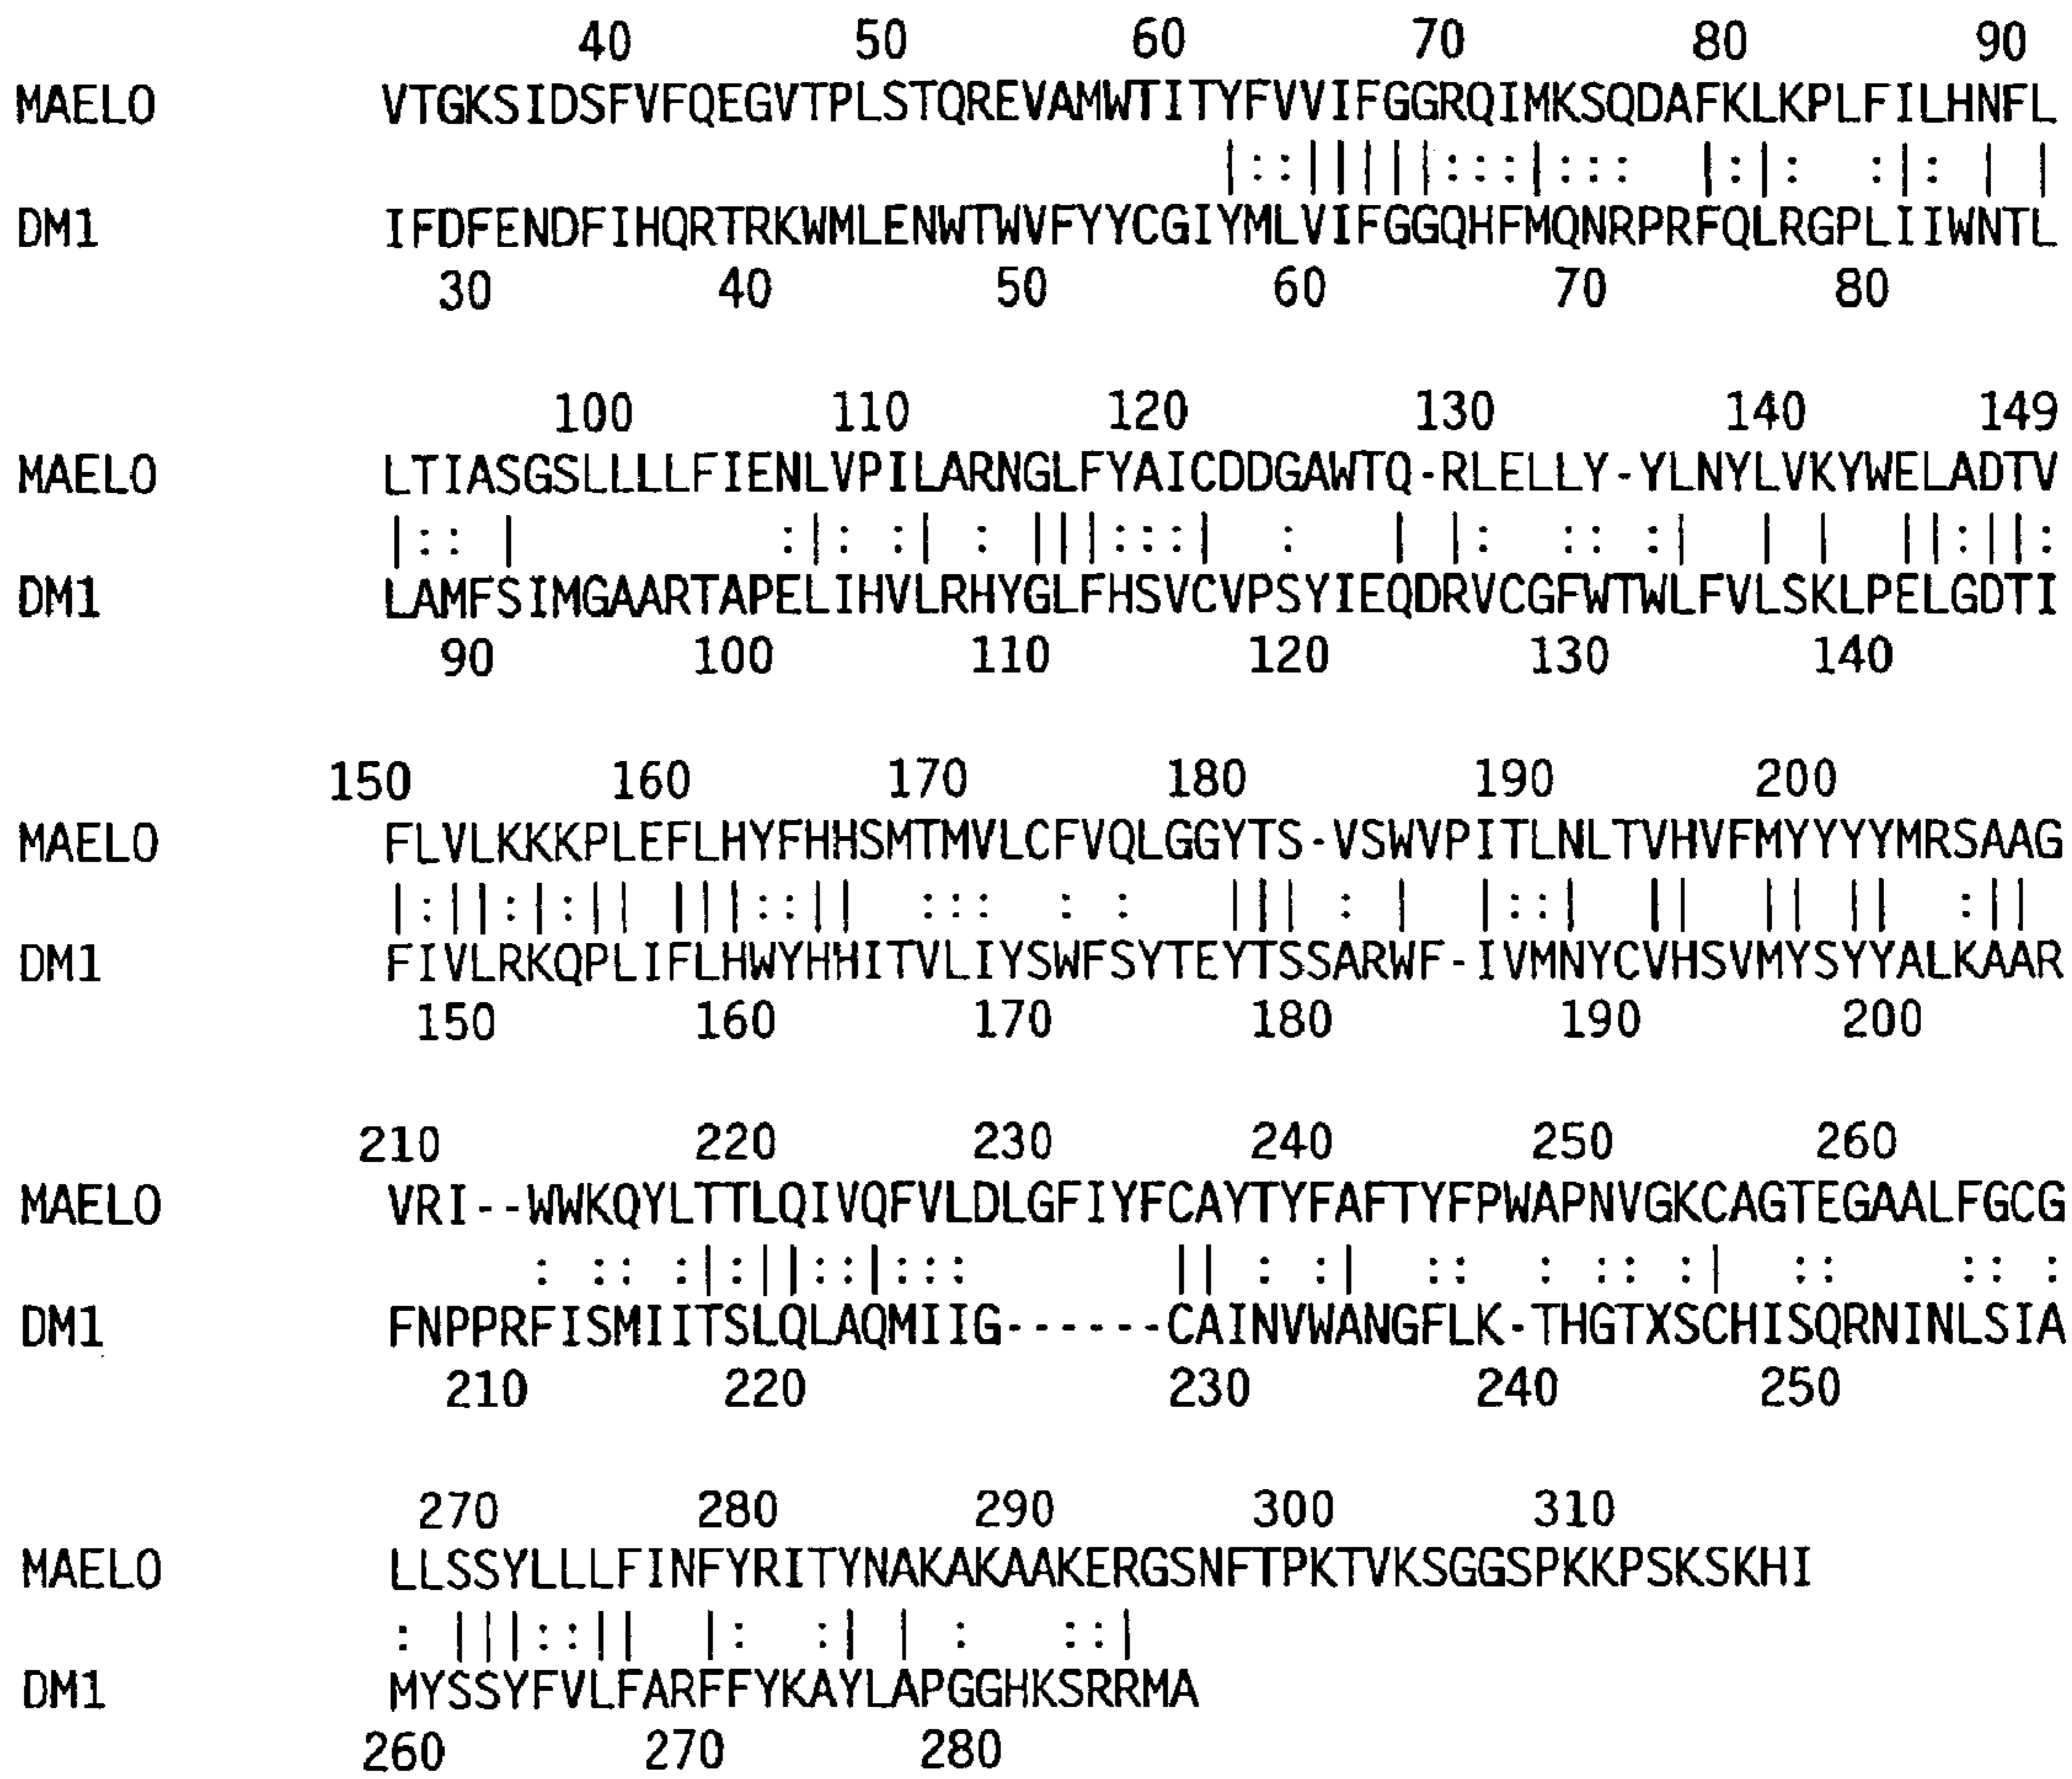 40 50 60 70 80 90
MAELO VTGKSIDSFVFQEGVTPLSTQREVAMWTITYFVVIFGGRQIMKSQDAFKLKPLFILHNFL
|::|||||:::|:::  |:|:  :|: | |
DM1 IFDFENDFIHQRTRKWMLENWTWVFYYCGIYMLVIFGGQHFMQNRPRFQLRGPLIIWNTL
30 40 50 60 70 80
100 110 120 130 140 149
MAELO LTIASGSLLLLFIENLVPILARNGLFYAICDDGAWTQ-RLELLY-YLNYLVKYWELADTV
|:: |         :|: :| : |||:::|  :   | |:  :: :|  | |  ||:||:
DM1 LAMFSIMGAARTAPELIHVLRHYGLFHSVCVPSYIEQDRVCGFWTWLFVLSKLPELGDTI
90 100 110 120 130 140
150 160 170 180 190 200
MAELO FLVLKKKPLEFLHYFHHSMTMVLCFVQLGGYTS-VSWVPITLNLTVHVFMYYYYMRSAAG
|:||:|:|| |||::||  :::  : :   ||| : |  |::|  ||  || ||  :||
DM1 FIVLRKQPLIFLHWYHHITVLIYSWFSYTEYTSSARWF-IVMNYCVHSVMYSYYALKAAR
150 160 170 180 190 200
210 220 230 240 250 260
MAELO VRI--WWKQYLTTLQIVQFVLDLGFIYFCAYTYFAFTYFPWAPNVGKCAGTEGAALFGCG
: :: :|:||::|:::       || : :|  ::  : :: :|  ::    :: :
DM1 FNPPRFISMIITSLQLAQMIIG------CAINVWANGFLK-THGTXSCHISQRNINLSIA
210 220 230 240 250
270 280 290 300 310
MAELO LLSSYLLLFINFYRITYNAKAKAAKERGSNFTPKTVKSGGSPKKPSKSKHI
: |||::||  |:  :| | :   ::|
DM1 MYSSYFVLFARFFYKAYLAPGGHKSRRMA
260 270 280